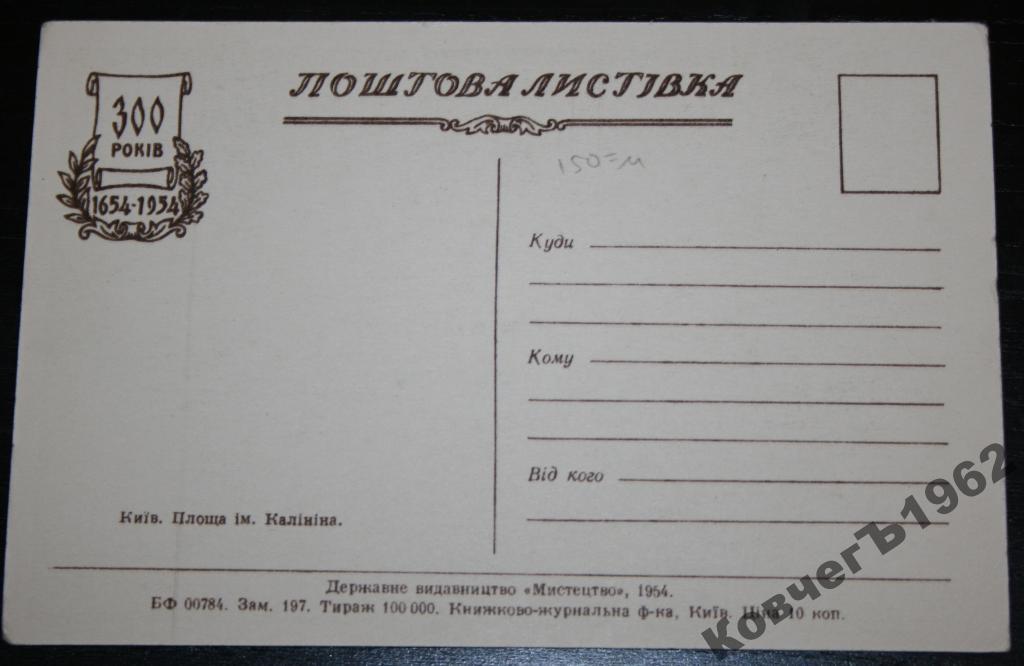 ПОШТОВА ЛИСТІВКА
300
РОКІВ
1654-1954
150=м
Куди
Кому
Від кого
Київ. Площа ім. Калініна.
Державне видавництво «Мистецтво», 1954.
БФ 00784. Зам. 197. Тираж 100 000. Книжково-журнальна ф-ка, Київ. Ціна 10 коп.
КовчегЪ1962